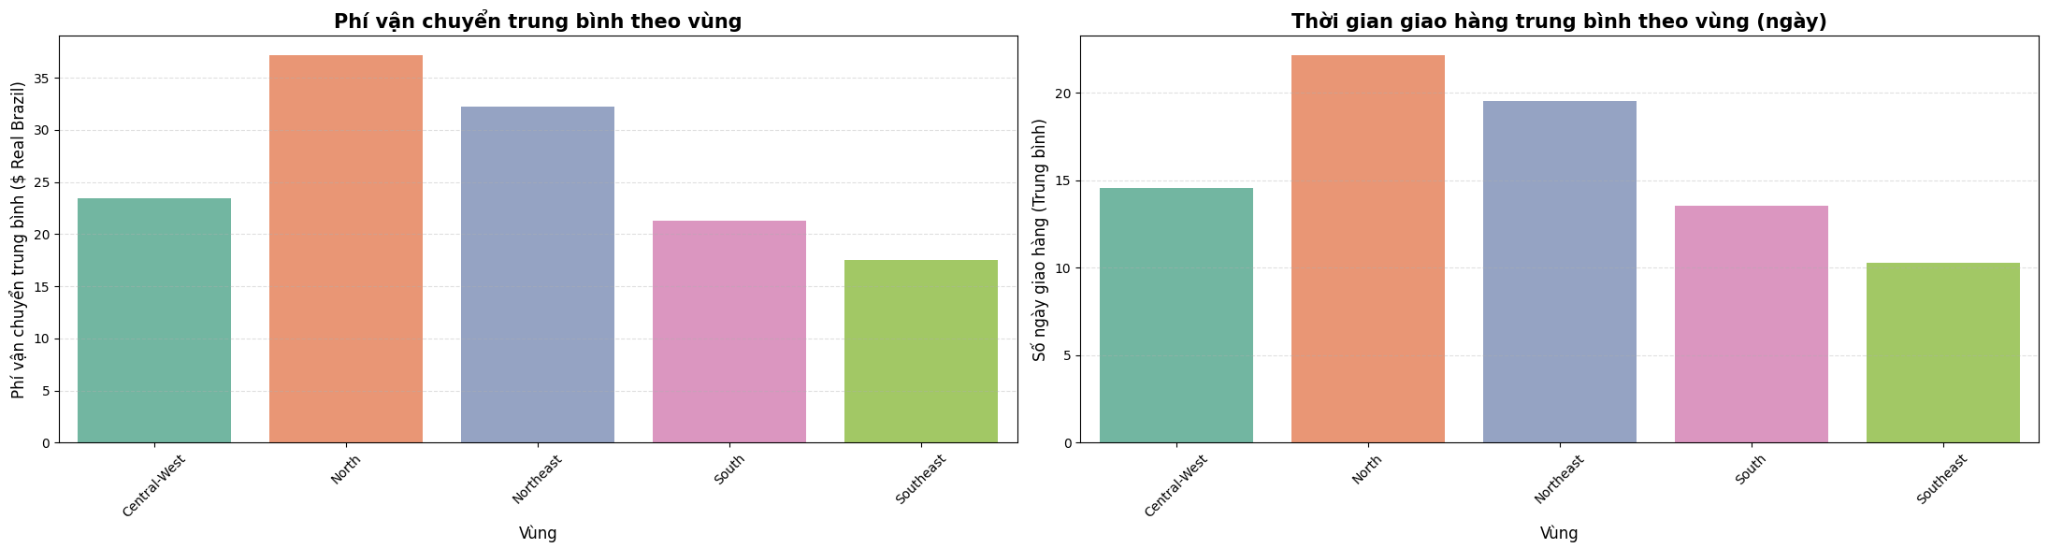 Phí vận chuyển trung bình theo vùng
Phí vận chuyển trung bình ($ Real Brazil)
35
30
25
20
15
10
5
0
Central-West
North
Northeast
South
Southeast
Vùng
Thời gian giao hàng trung bình theo vùng (ngày)
Số ngày giao hàng (Trung bình)
20
15
10
5
0
Central-West
North
Northeast
South
Southeast
Vùng